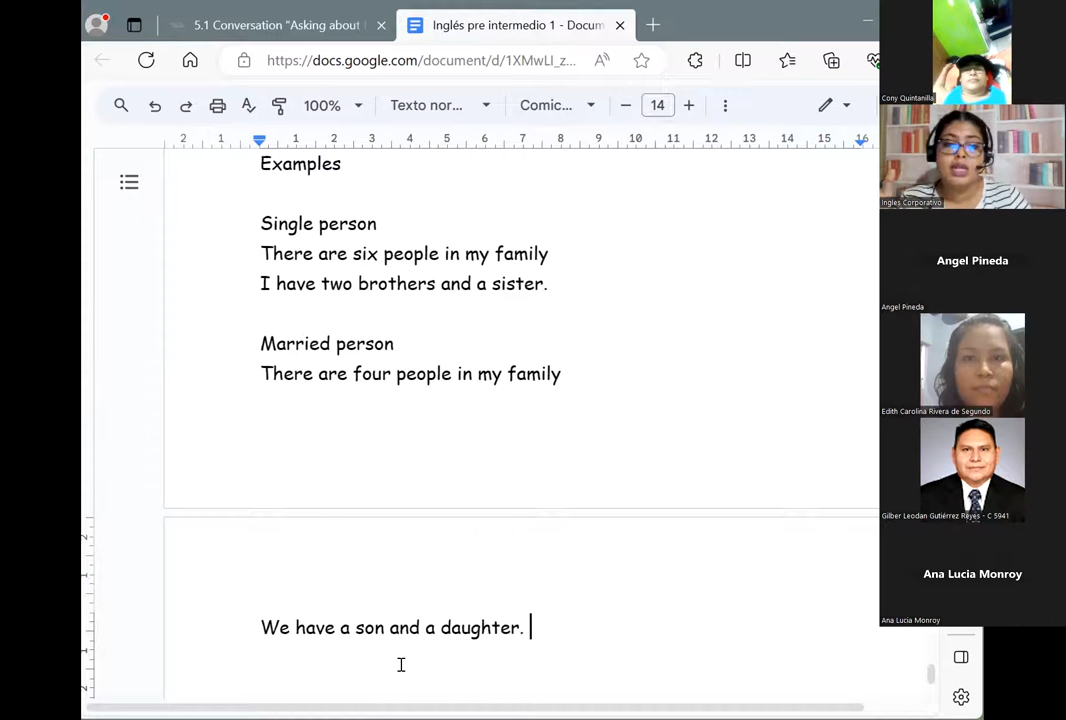 5.1 Conversation "Asking about
Inglés pre intermedio 1 - Docum
https://docs.google.com/document/d/1XMwLI_z...
100%
Texto nor...
Comic...
14
2 1 1 2 3 4 5 6 7 8 9 10 11 12 13 14 15 16
Examples
Single person
There are six people in my family
I have two brothers and a sister.
Married person
There are four people in my family
We have a son and a daughter.
Cony Quintanilla
Ingles Corporativo
Angel Pineda
Angel Pineda
Edith Carolina Rivera de Segundo
Gilber Leodan Gutiérrez Reyes - C 5941
Ana Lucia Monroy
Ana Lucia Monroy